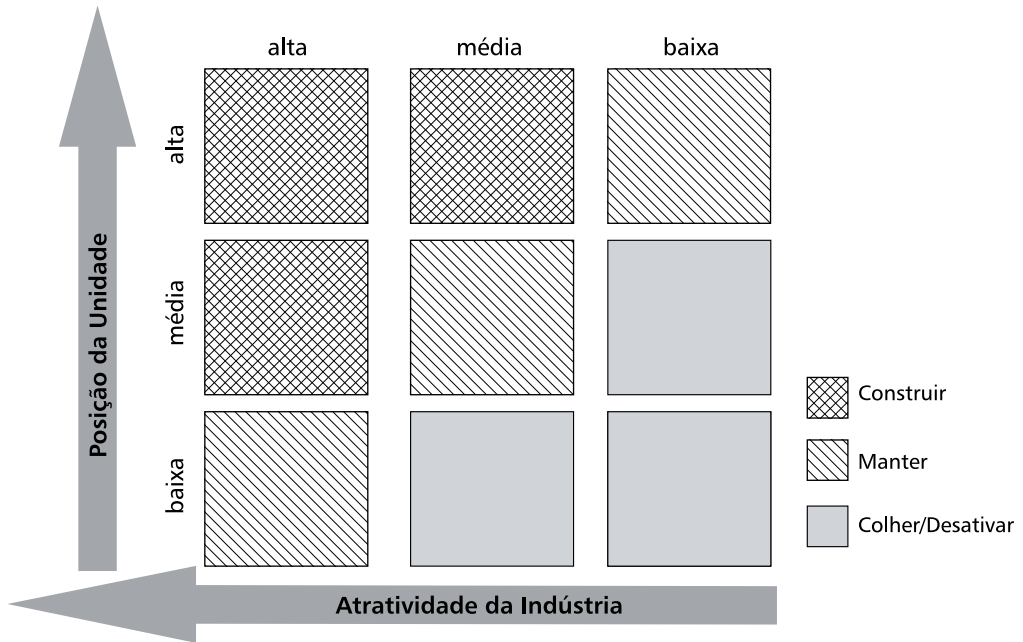 alta média baixa
alta
média
baixa
Posição da Unidade
Construir
Manter
Colher/Desativar
Atratividade da Indústria